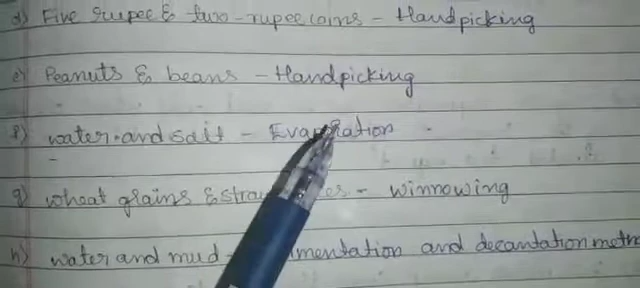 d) Five rupee & two-rupee coins - Handpicking
e) Peanuts & beans - Handpicking
f) water and salt - Evaporation
g) wheat grains & - winnowing
h) water and mud - and decantation